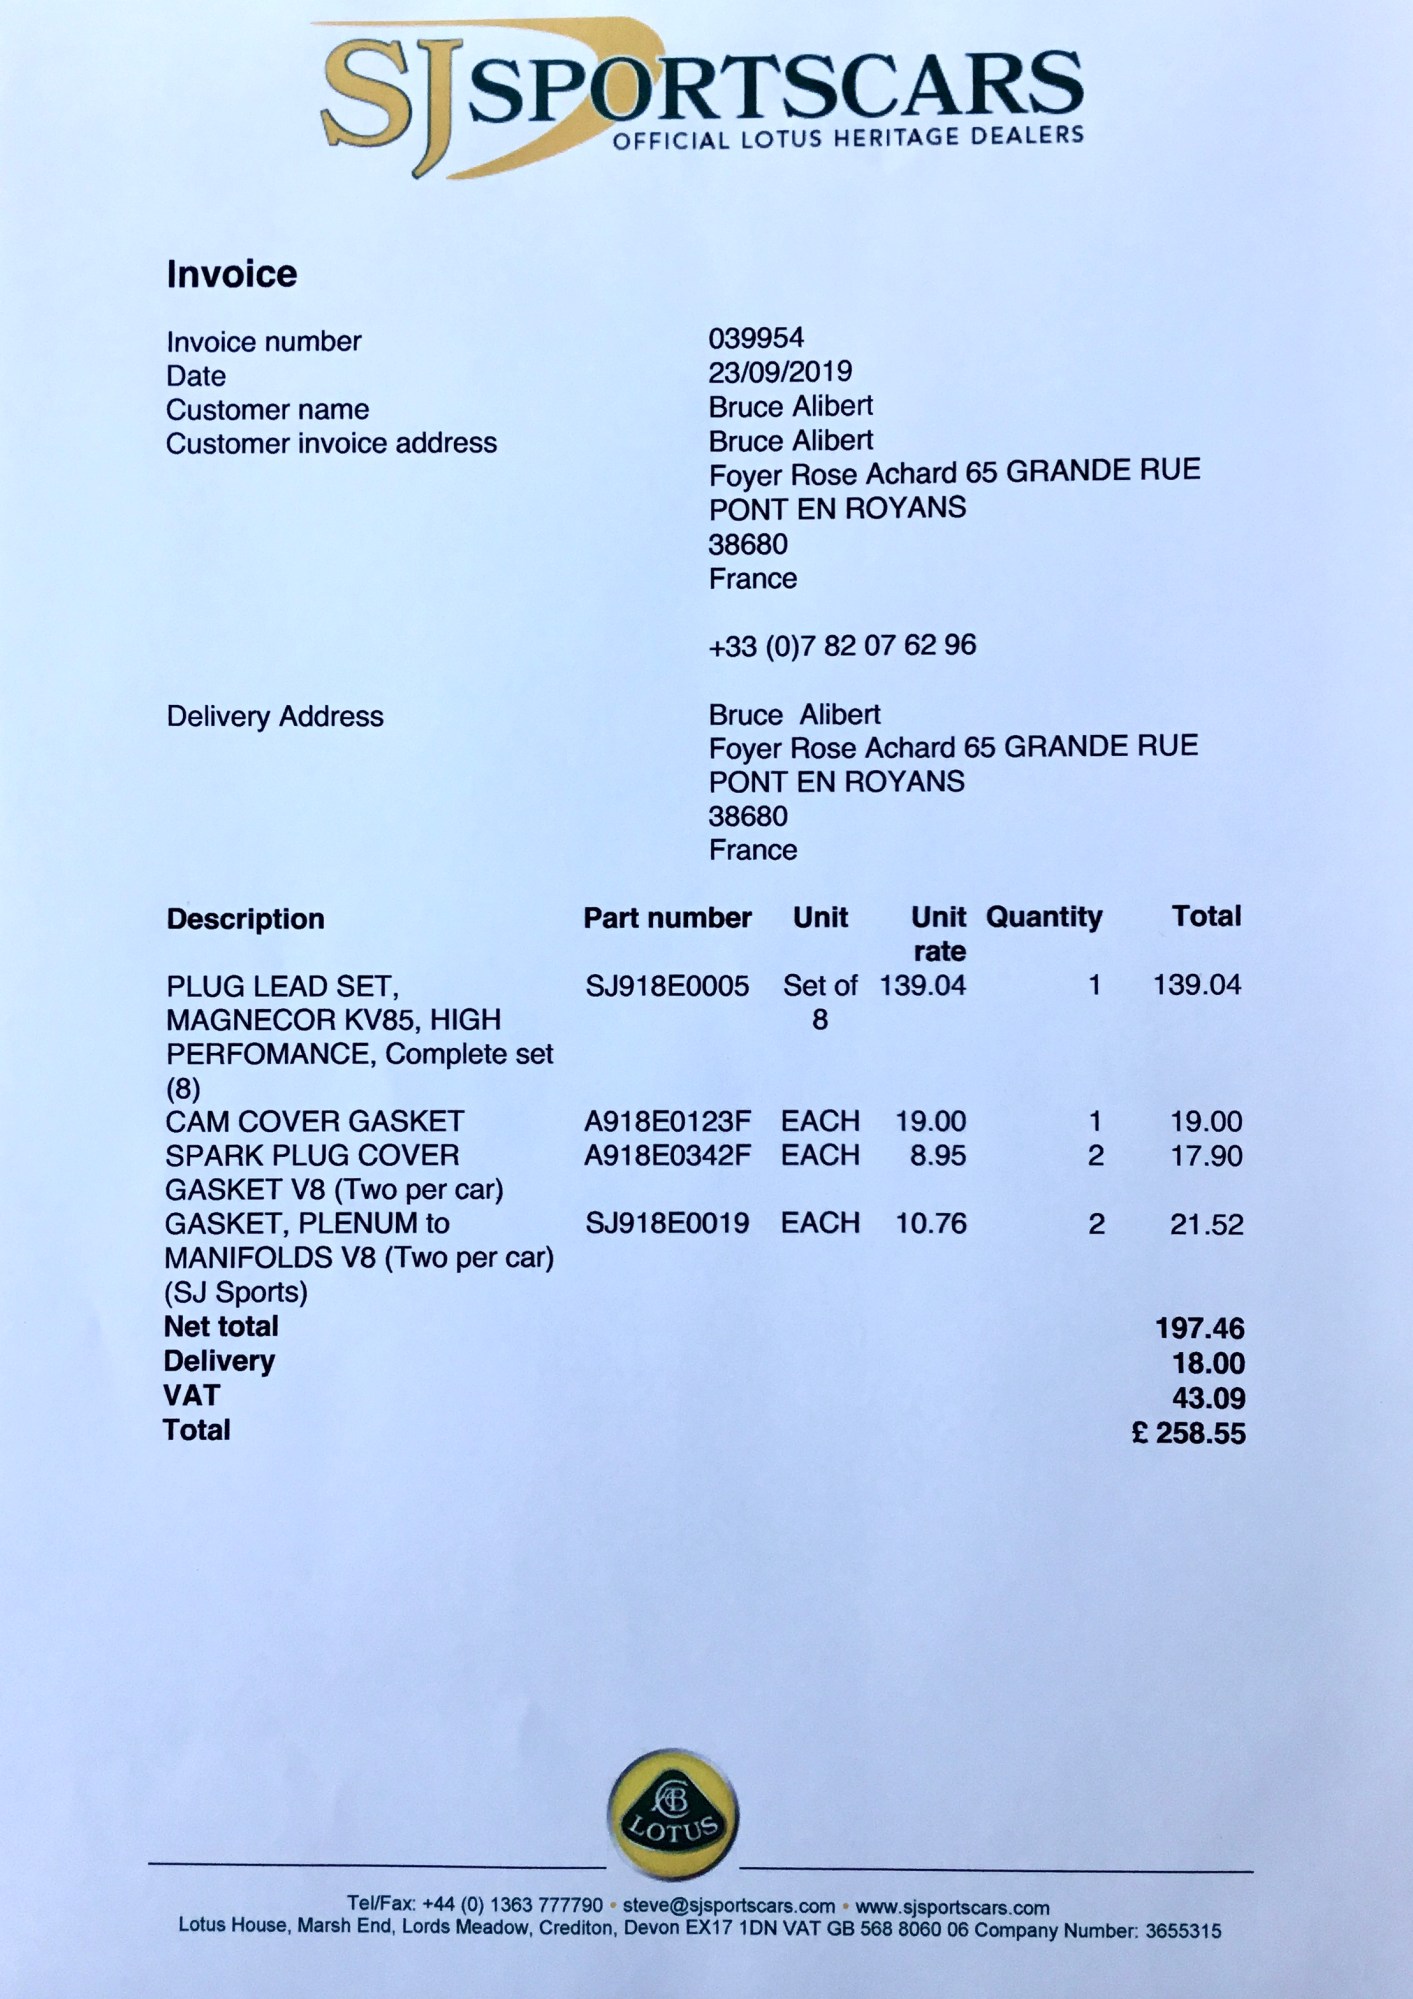 SJ SPORTSCARS
OFFICIAL LOTUS HERITAGE DEALERS
Invoice
Invoice number 039954
Date 23/09/2019
Customer name Bruce Alibert
Customer invoice address Bruce Alibert
Foyer Rose Achard 65 GRANDE RUE
PONT EN ROYANS
38680
France
+33 (0)7 82 07 62 96
Delivery Address Bruce Alibert
Foyer Rose Achard 65 GRANDE RUE
PONT EN ROYANS
38680
France
Description Part number Unit Unit Quantity Total
rate
PLUG LEAD SET, SJ918E0005 Set of 139.04 1 139.04
MAGNECOR KV85, HIGH 8
PERFOMANCE, Complete set
(8)
CAM COVER GASKET A918E0123F EACH 19.00 1 19.00
SPARK PLUG COVER A918E0342F EACH 8.95 2 17.90
GASKET V8 (Two per car)
GASKET, PLENUM to SJ918E0019 EACH 10.76 2 21.52
MANIFOLDS V8 (Two per car)
(SJ Sports)
Net total 197.46
Delivery 18.00
VAT 43.09
Total £ 258.55
LOTUS
Tel/Fax: +44 (0) 1363 777790 • steve@sjsportscars.com • www.sjsportscars.com
Lotus House, Marsh End, Lords Meadow, Crediton, Devon EX17 1DN VAT GB 568 8060 06 Company Number: 3655315